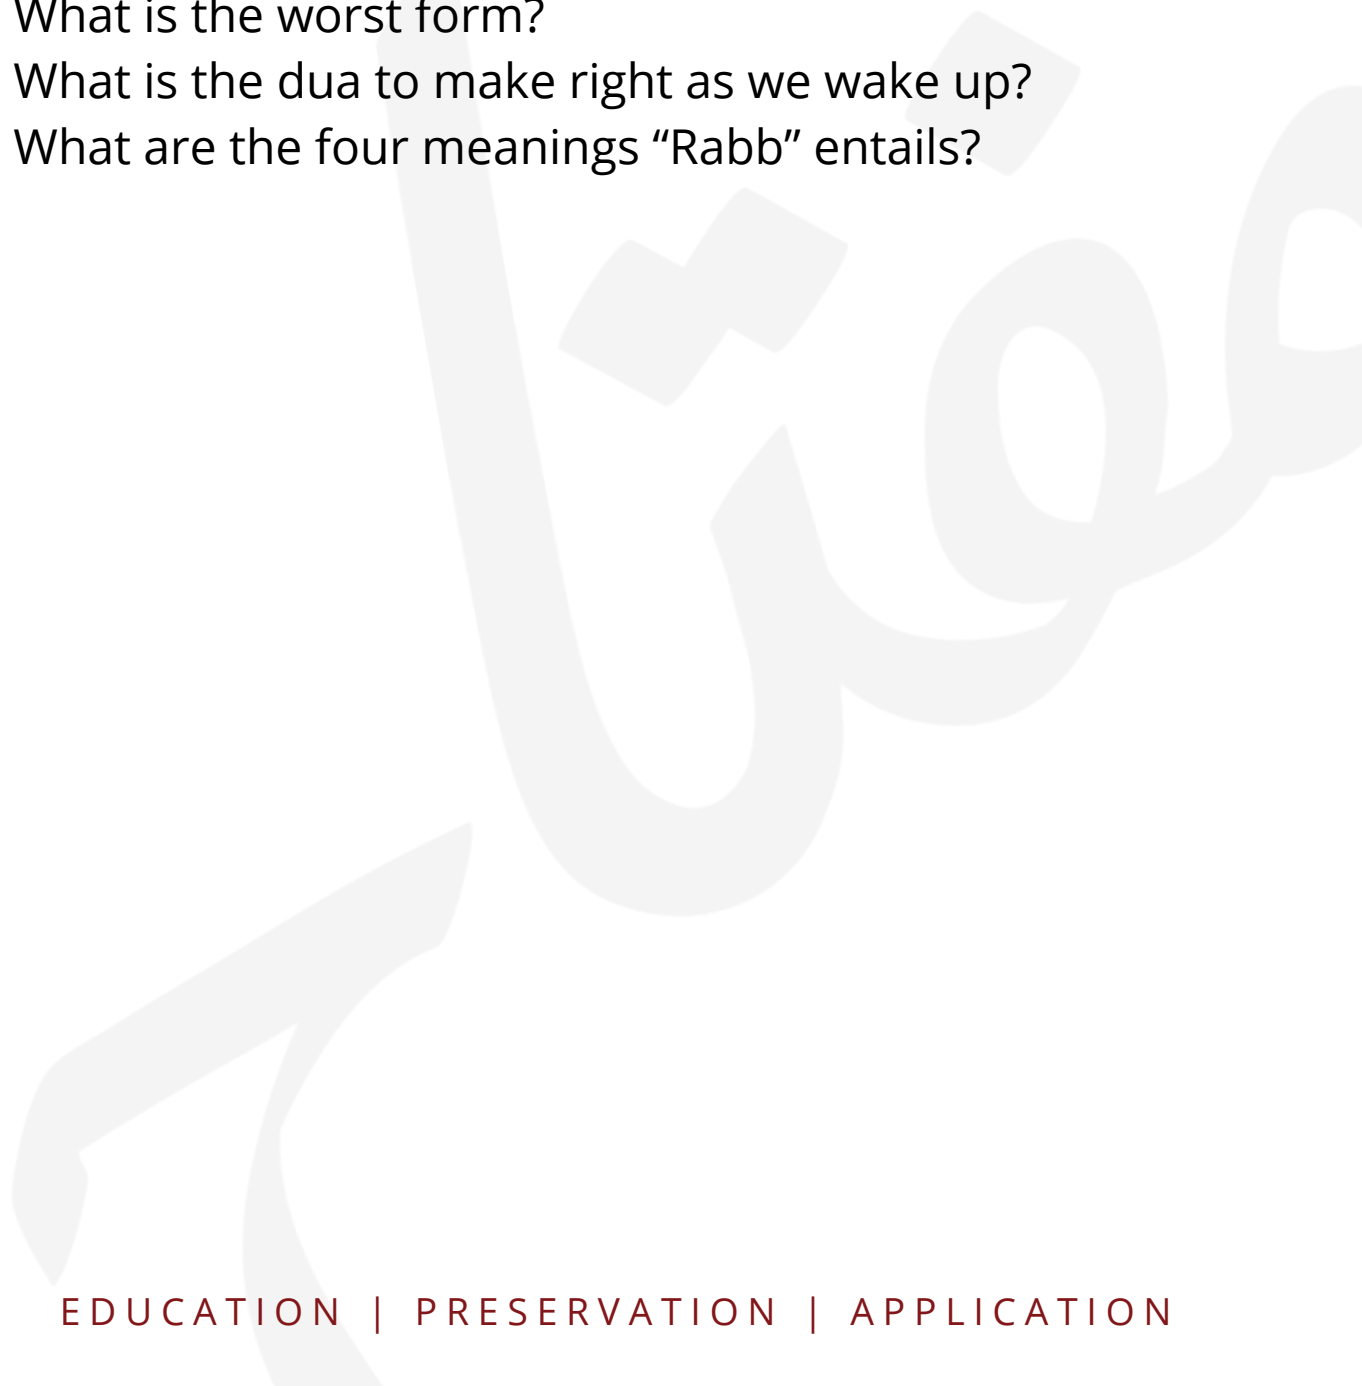 What is the worst form?
What is the dua to make right as we wake up?
What are the four meanings “Rabb” entails?
مفتاح
EDUCATION | PRESERVATION | APPLICATION